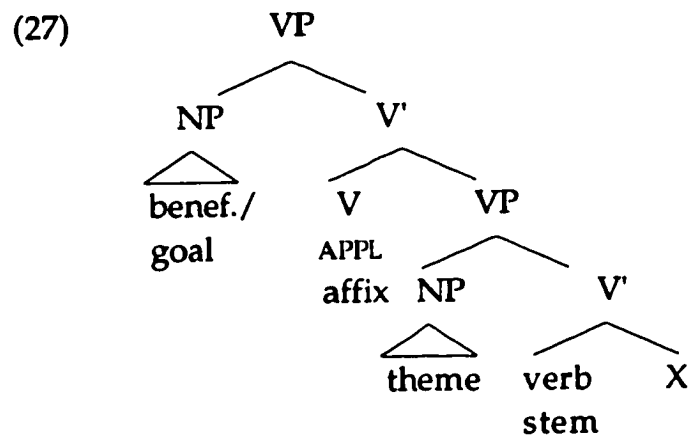 (27) VP
NP V'
benef./ V VP
goal APPL
affix NP V'
theme verb X
stem